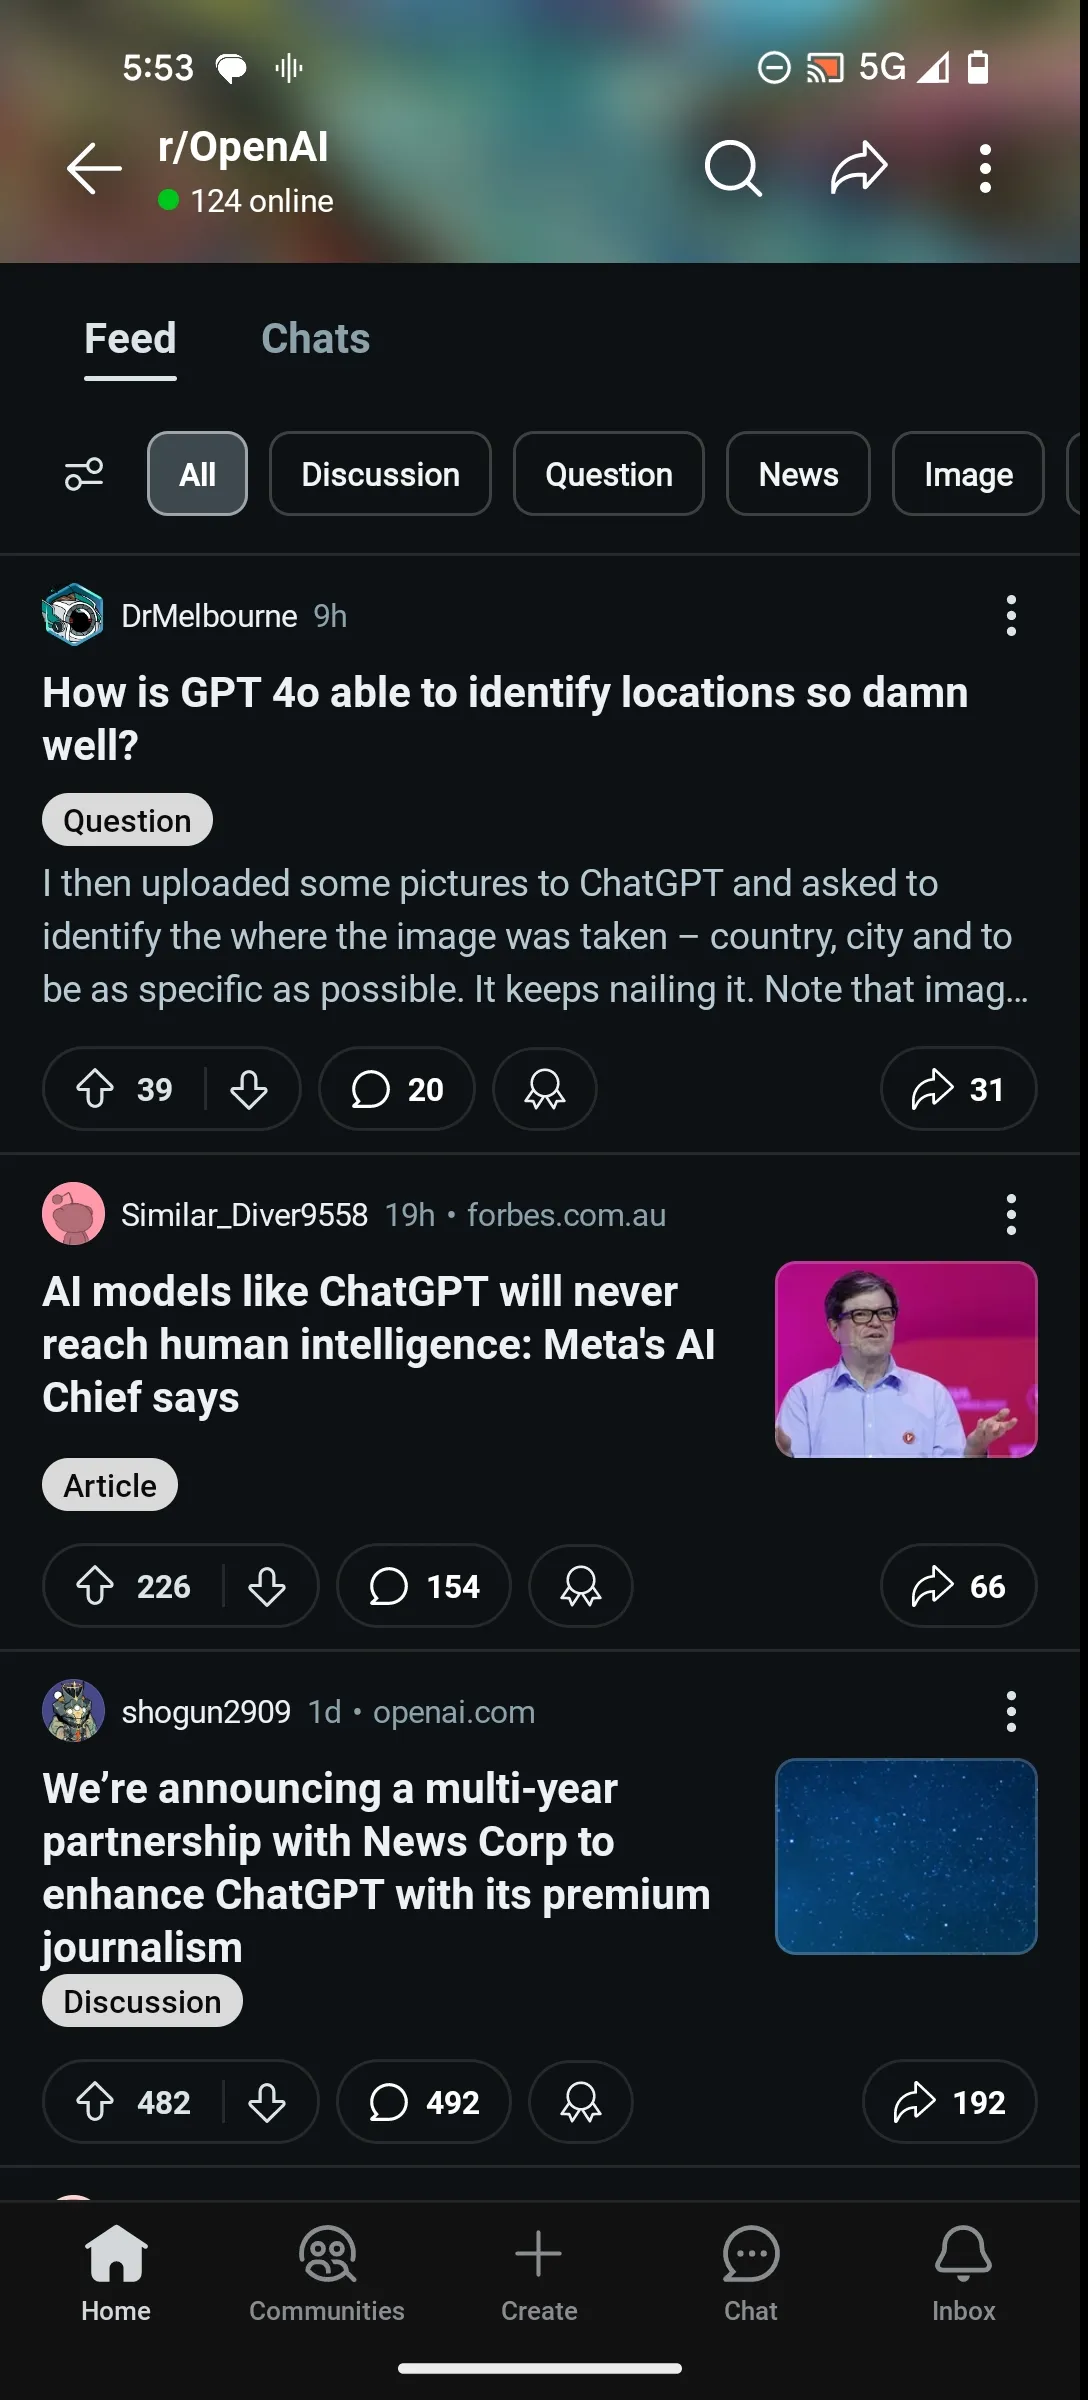 5:53
5G
r/OpenAI
124 online
Feed
Chats
All
Discussion
Question
News
Image
DrMelbourne 9h
How is GPT 4o able to identify locations so damn
well?
Question
I then uploaded some pictures to ChatGPT and asked to
identify the where the image was taken – country, city and to
be as specific as possible. It keeps nailing it. Note that imag...
39
20
31
Similar_Diver9558 19h • forbes.com.au
AI models like ChatGPT will never
reach human intelligence: Meta's AI
Chief says
Article
226
154
66
shogun2909 1d • openai.com
We’re announcing a multi-year
partnership with News Corp to
enhance ChatGPT with its premium
journalism
Discussion
482
492
192
Home
Communities
Create
Chat
Inbox